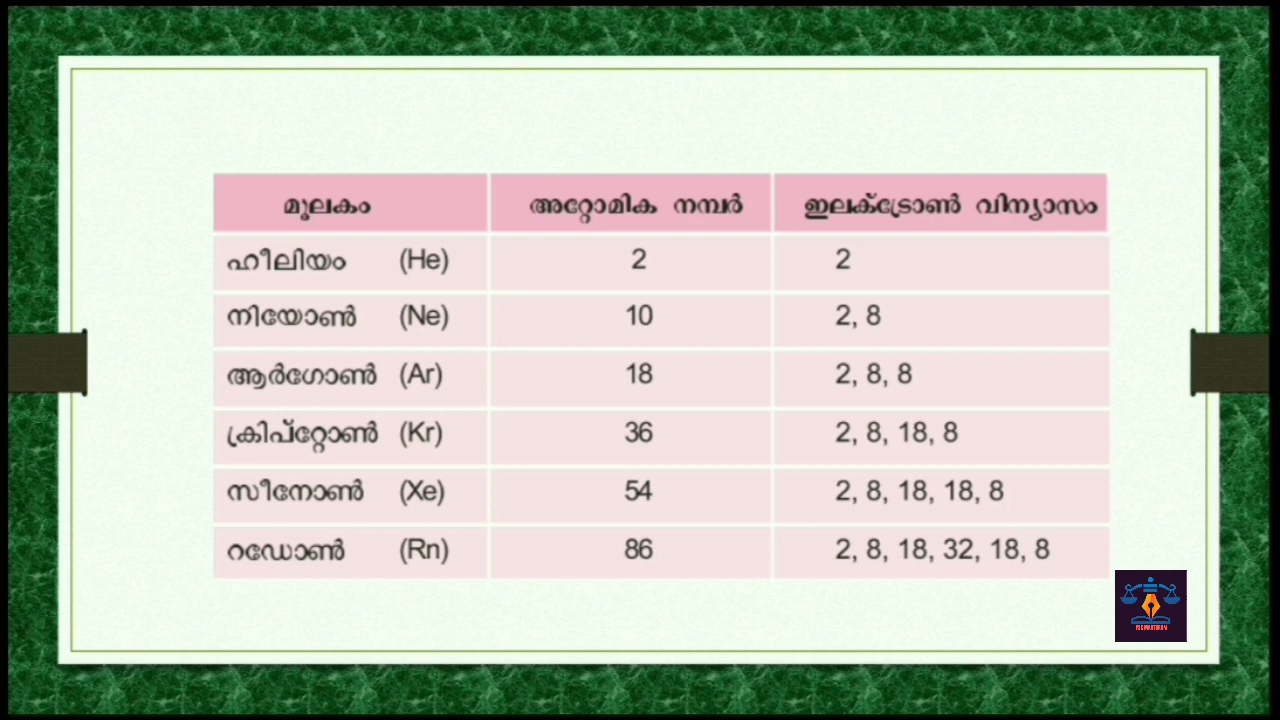 മൂലകം അറ്റോമിക നമ്പർ ഇലക്ട്രോൺ വിന്യാസം
ഹീലിയം (He) 2 2
നിയോൺ (Ne) 10 2, 8
ആർഗോൺ (Ar) 18 2, 8, 8
ക്രിപ്റ്റോൺ (Kr) 36 2, 8, 18, 8
സീനോൺ (Xe) 54 2, 8, 18, 18, 8
റഡോൺ (Rn) 86 2, 8, 18, 32, 18, 8